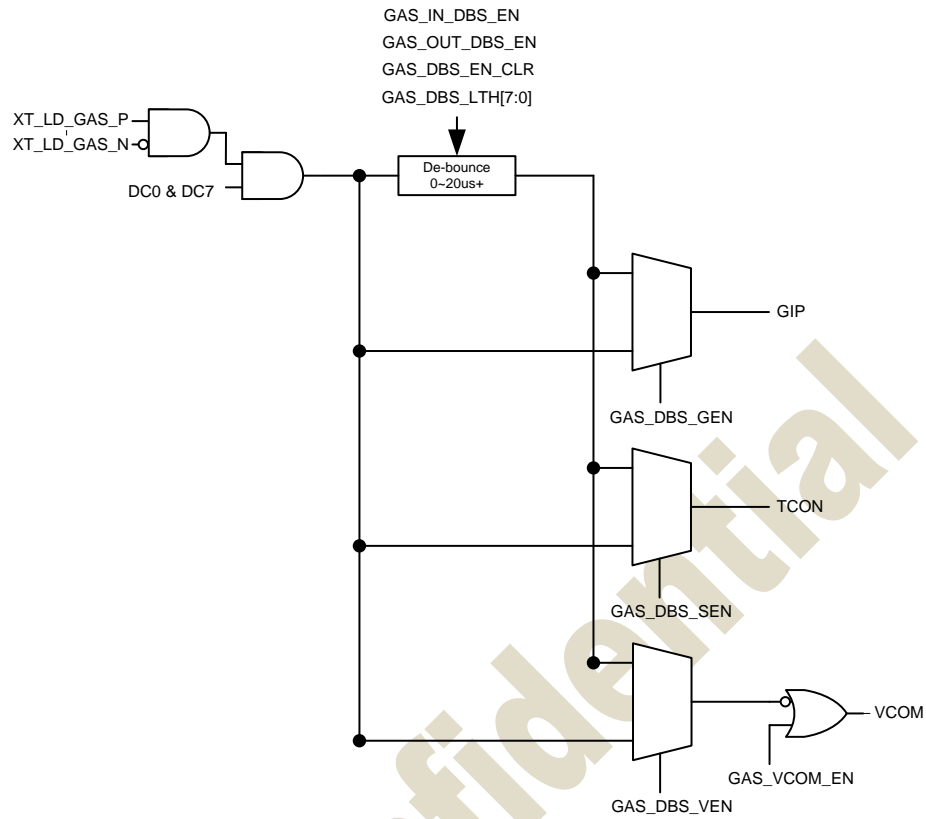 GAS_IN_DBS_EN
GAS_OUT_DBS_EN
GAS_DBS_EN_CLR
GAS_DBS_LTH[7:0]
XT_LD_GAS_P
XT_LD_GAS_N
De-bounce
0~20us+
DC0 & DC7
GIP
GAS_DBS_GEN
TCON
GAS_DBS_SEN
VCOM
GAS_VCOM_EN
GAS_DBS_VEN
fidential